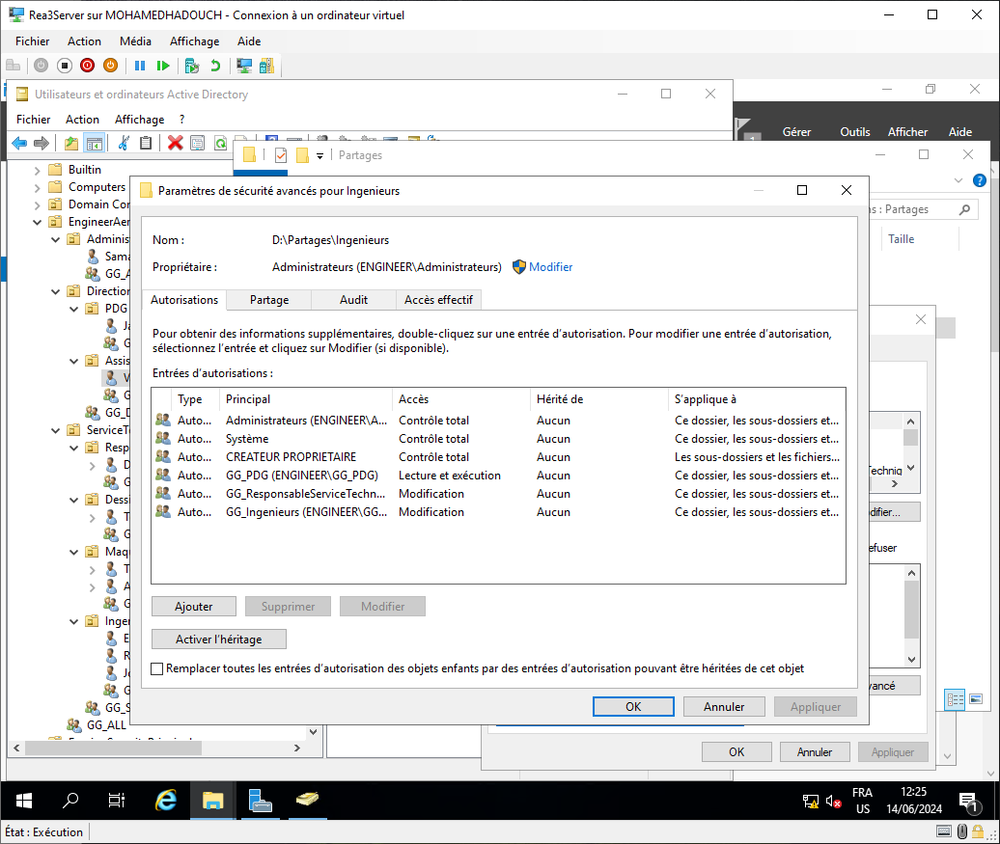 Rea3Server sur MOHAMEDHADOUCH - Connexion à un ordinateur virtuel
Fichier Action Média Affichage Aide
Utilisateurs et ordinateurs Active Directory
Fichier Action Affichage ?
Gérer Outils Afficher Aide
1
Partages
Builtin
Computers
Domain Cor
EngineerAer
Adminis
Sama
GG_A
Direction
PDG
Ja
G
Assis
V
G
GG_D
ServiceTe
Resp
D
G
Dessi
T
G
Maq
T
A
G
Inger
E
R
Je
G
GG_S
GG_ALL
: Partages
Taille
Techniq
difier...
efuser
vancé
OK Annuler Appliquer
Paramètres de sécurité avancés pour Ingenieurs
Nom : D:\Partages\Ingenieurs
Propriétaire : Administrateurs (ENGINEER\Administrateurs) Modifier
Autorisations Partage Audit Accès effectif
Pour obtenir des informations supplémentaires, double-cliquez sur une entrée d'autorisation. Pour modifier une entrée d'autorisation,
sélectionnez l'entrée et cliquez sur Modifier (si disponible).
Entrées d'autorisations :
Type Principal Accès Hérité de S'applique à
Auto... Administrateurs (ENGINEER\A... Contrôle total Aucun Ce dossier, les sous-dossiers et...
Auto... Système Contrôle total Aucun Ce dossier, les sous-dossiers et...
Auto... CREATEUR PROPRIETAIRE Contrôle total Aucun Les sous-dossiers et les fichiers...
Auto... GG_PDG (ENGINEER\GG_PDG) Lecture et exécution Aucun Ce dossier, les sous-dossiers et...
Auto... GG_ResponsableServiceTechn... Modification Aucun Ce dossier, les sous-dossiers et...
Auto... GG_Ingenieurs (ENGINEER\GG... Modification Aucun Ce dossier, les sous-dossiers et...
Ajouter Supprimer Modifier
Activer l'héritage
Remplacer toutes les entrées d'autorisation des objets enfants par des entrées d'autorisation pouvant être héritées de cet objet
OK Annuler Appliquer
FRA
US
12:25
14/06/2024
1
État : Exécution